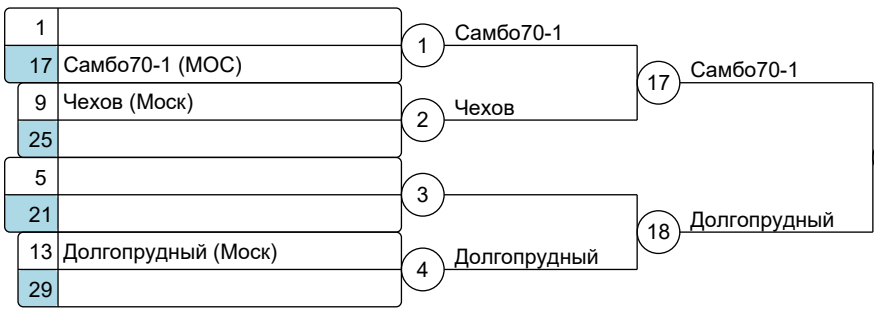 1
17 Самбо70-1 (МОС)
1 Самбо70-1
9 Чехов (Моск)
25
2 Чехов
17 Самбо70-1
5
21
3
13 Долгопрудный (Моск)
29
4 Долгопрудный
18 Долгопрудный